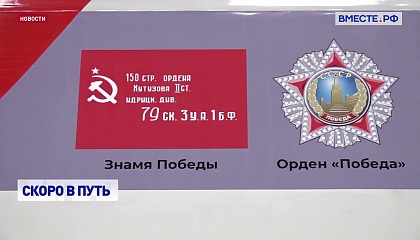 НОВОСТИ
ВМЕСТЕ.РФ
150 СТР. ОРДЕНА
КУТУЗОВА II СТ.
ИДРИЦК. ДИВ.
79 СК. 3 У.А. 1 Б.Ф.
СССР
ПОБЕДА
Знамя Победы
Орден «Победа»
СКОРО В ПУТЬ